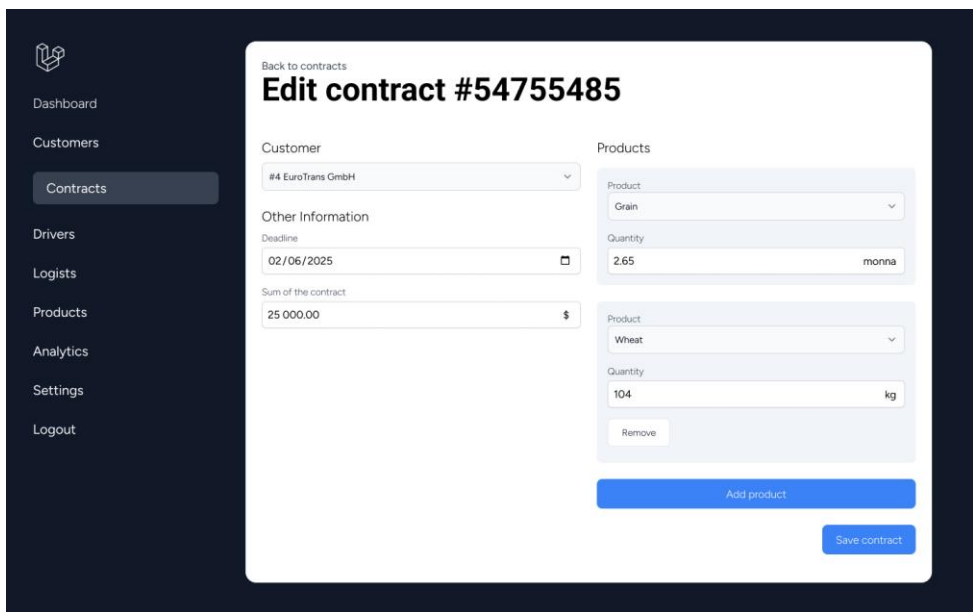 Dashboard
Customers
Contracts
Drivers
Logists
Products
Analytics
Settings
Logout
Back to contracts
Edit contract #54755485
Customer
#4 EuroTrans GmbH
Other Information
Deadline
02/06/2025
Sum of the contract
25 000.00 $
Products
Product
Grain
Quantity
2.65 monna
Product
Wheat
Quantity
104 kg
Remove
Add product
Save contract